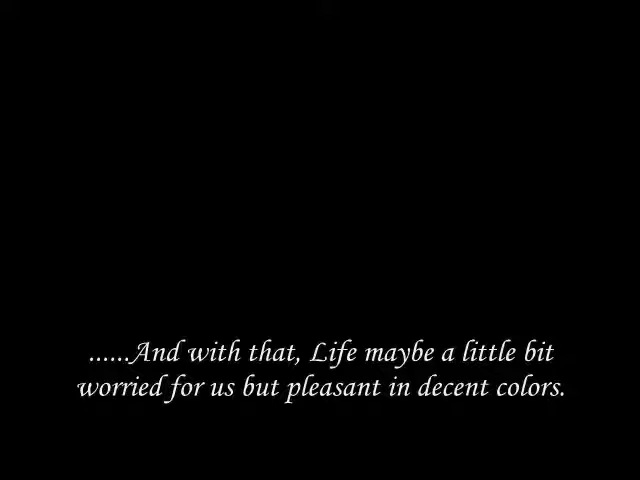 ......And with that, Life maybe a little bit
worried for us but pleasant in decent colors.